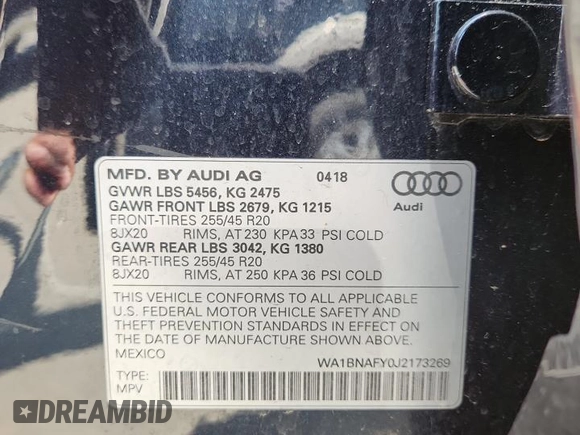 MFD. BY AUDI AG 0418
GVWR LBS 5456, KG 2475
GAWR FRONT LBS 2679, KG 1215
FRONT-TIRES 255/45 R20
8JX20 RIMS, AT 230 KPA 33 PSI COLD
GAWR REAR LBS 3042, KG 1380
REAR-TIRES 255/45 R20
8JX20 RIMS, AT 250 KPA 36 PSI COLD
Audi
THIS VEHICLE CONFORMS TO ALL APPLICABLE
U.S. FEDERAL MOTOR VEHICLE SAFETY AND
THEFT PREVENTION STANDARDS IN EFFECT ON
THE DATE OF MANUFACTURE SHOWN ABOVE.
MEXICO
WA1BNAFY0J2173269
TYPE:
MPV
DREAMBID